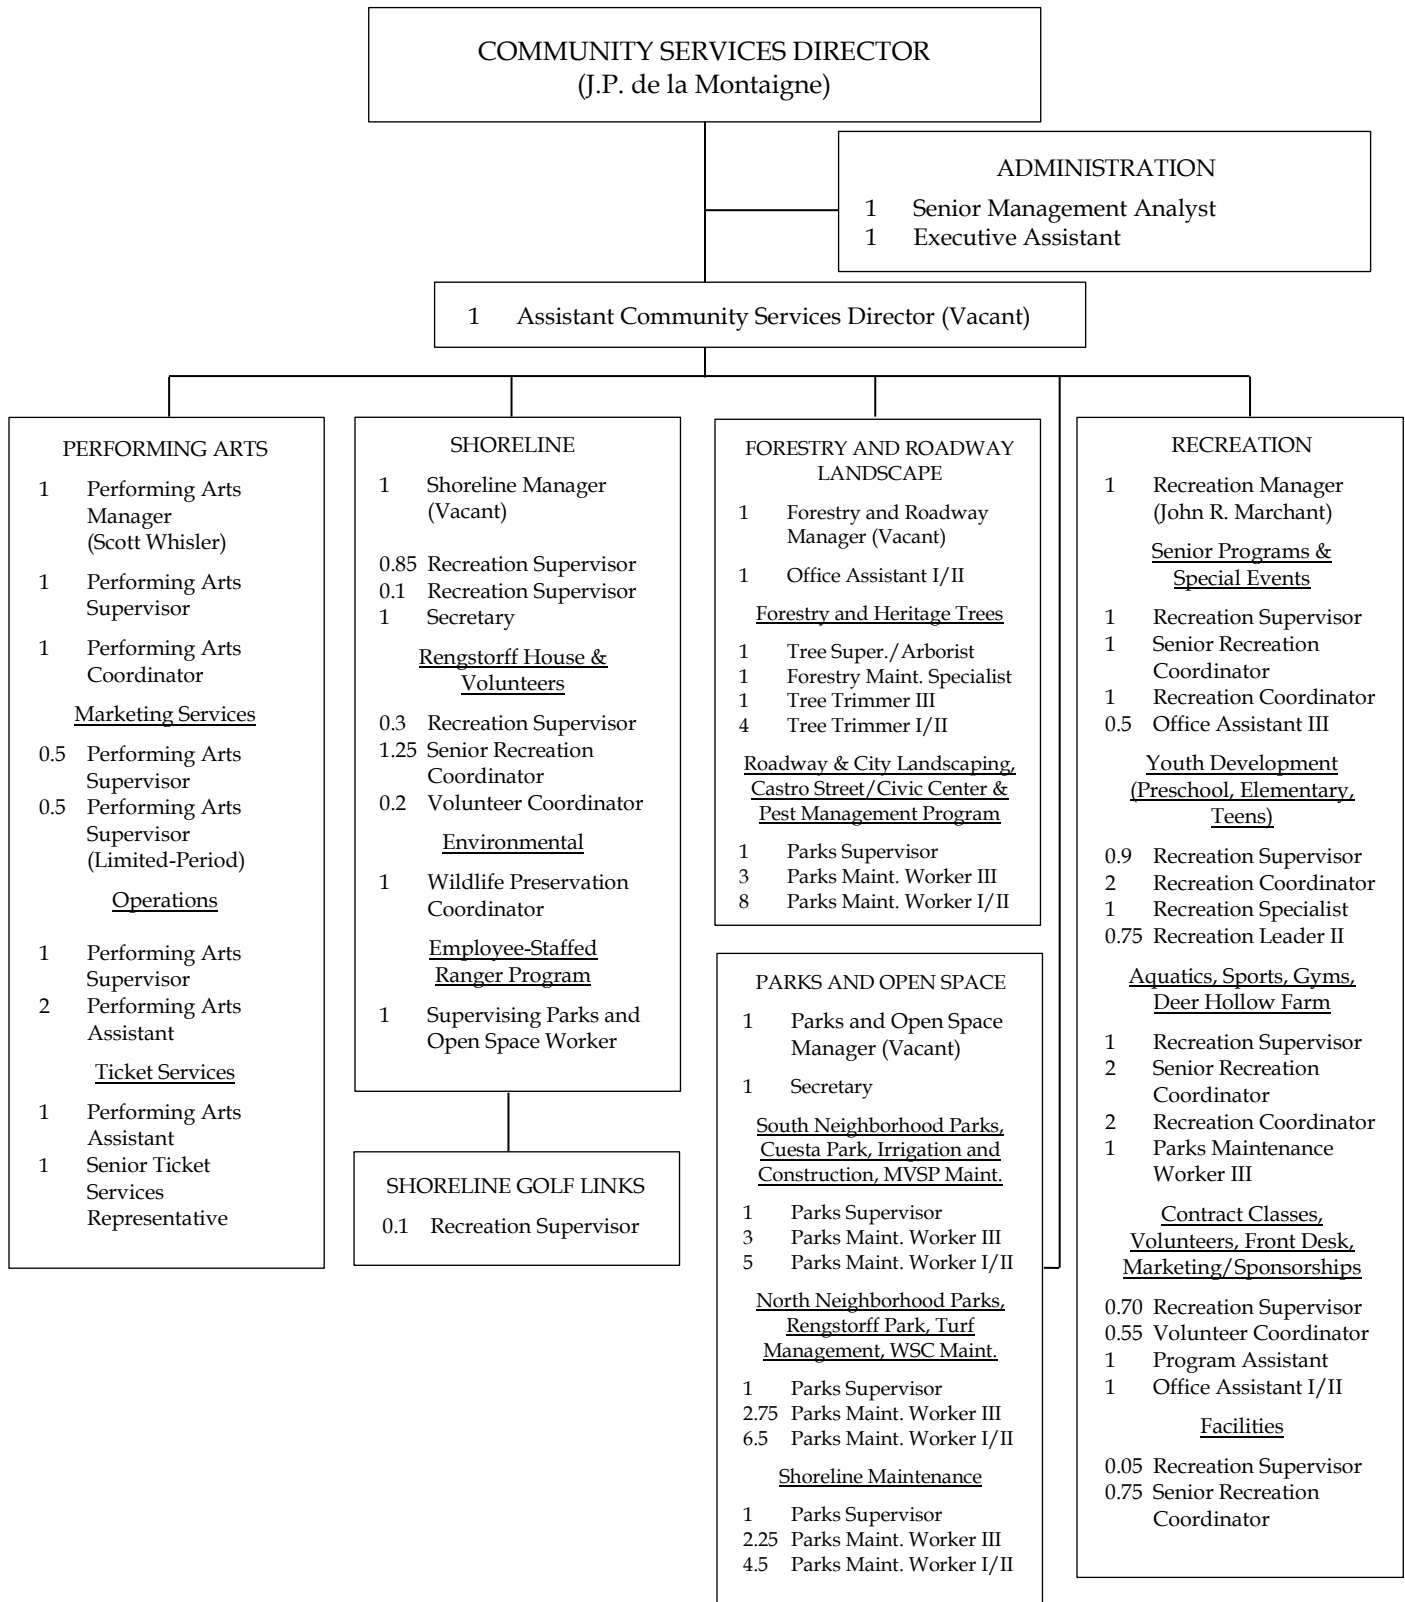 COMMUNITY SERVICES DIRECTOR
(J.P. de la Montaigne)
ADMINISTRATION
1 Senior Management Analyst
1 Executive Assistant
1 Assistant Community Services Director (Vacant)
PERFORMING ARTS
1 Performing Arts
Manager
(Scott Whisler)
1 Performing Arts
Supervisor
1 Performing Arts
Coordinator
Marketing Services
0.5 Performing Arts
Supervisor
0.5 Performing Arts
Supervisor
(Limited-Period)
Operations
1 Performing Arts
Supervisor
2 Performing Arts
Assistant
Ticket Services
1 Performing Arts
Assistant
1 Senior Ticket
Services
Representative
SHORELINE
1 Shoreline Manager
(Vacant)
0.85 Recreation Supervisor
0.1 Recreation Supervisor
1 Secretary
Rengstorff House &
Volunteers
0.3 Recreation Supervisor
1.25 Senior Recreation
Coordinator
0.2 Volunteer Coordinator
Environmental
1 Wildlife Preservation
Coordinator
Employee-Staffed
Ranger Program
1 Supervising Parks and
Open Space Worker
SHORELINE GOLF LINKS
0.1 Recreation Supervisor
FORESTRY AND ROADWAY
LANDSCAPE
1 Forestry and Roadway
Manager (Vacant)
1 Office Assistant I/II
Forestry and Heritage Trees
1 Tree Super./Arborist
1 Forestry Maint. Specialist
1 Tree Trimmer III
4 Tree Trimmer I/II
Roadway & City Landscaping,
Castro Street/Civic Center &
Pest Management Program
1 Parks Supervisor
3 Parks Maint. Worker III
8 Parks Maint. Worker I/II
PARKS AND OPEN SPACE
1 Parks and Open Space
Manager (Vacant)
1 Secretary
South Neighborhood Parks,
Cuesta Park, Irrigation and
Construction, MVSP Maint.
1 Parks Supervisor
3 Parks Maint. Worker III
5 Parks Maint. Worker I/II
North Neighborhood Parks,
Rengstorff Park, Turf
Management, WSC Maint.
1 Parks Supervisor
2.75 Parks Maint. Worker III
6.5 Parks Maint. Worker I/II
Shoreline Maintenance
1 Parks Supervisor
2.25 Parks Maint. Worker III
4.5 Parks Maint. Worker I/II
RECREATION
1 Recreation Manager
(John R. Marchant)
Senior Programs &
Special Events
1 Recreation Supervisor
1 Senior Recreation
Coordinator
1 Recreation Coordinator
0.5 Office Assistant III
Youth Development
(Preschool, Elementary,
Teens)
0.9 Recreation Supervisor
2 Recreation Coordinator
1 Recreation Specialist
0.75 Recreation Leader II
Aquatics, Sports, Gyms,
Deer Hollow Farm
1 Recreation Supervisor
2 Senior Recreation
Coordinator
2 Recreation Coordinator
1 Parks Maintenance
Worker III
Contract Classes,
Volunteers, Front Desk,
Marketing/Sponsorships
0.70 Recreation Supervisor
0.55 Volunteer Coordinator
1 Program Assistant
1 Office Assistant I/II
Facilities
0.05 Recreation Supervisor
0.75 Senior Recreation
Coordinator